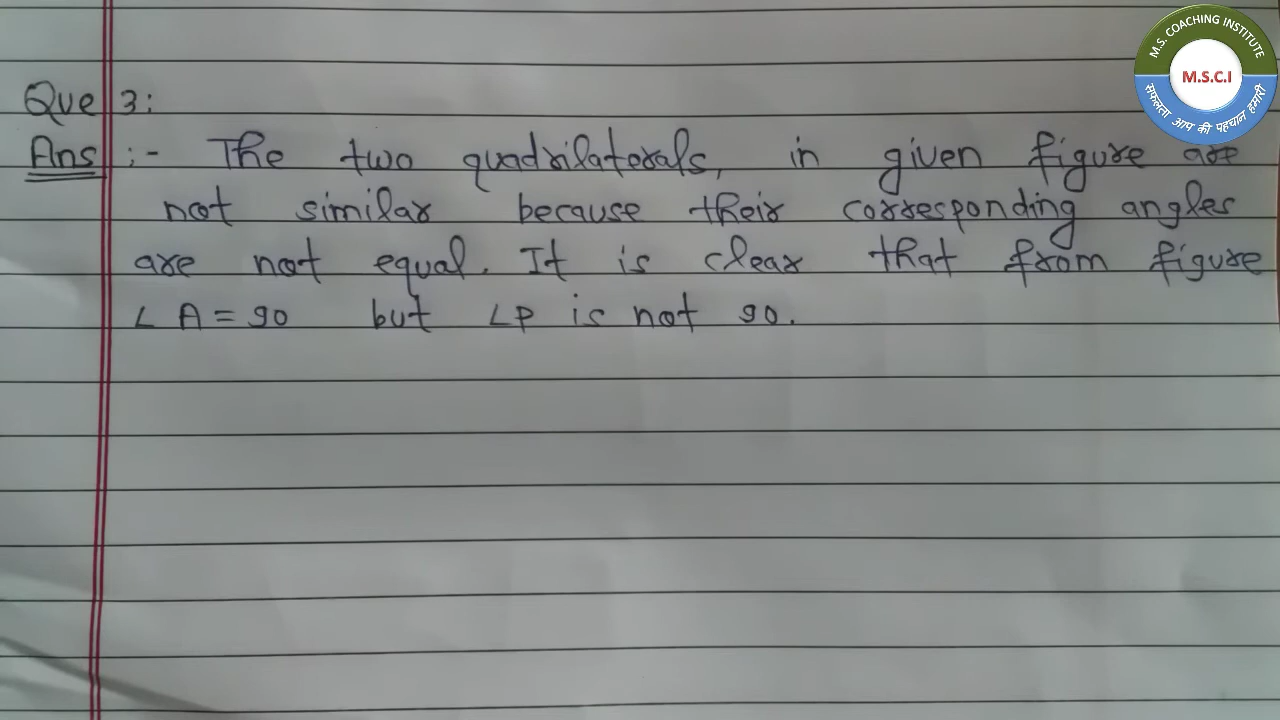 M.S. COACHING INSTITUTE
M.S.C.I
सफलता आप की पहचान हमारी
Que 3:
Ans :- The two quadrilaterals, in given figure are
not similar because their corresponding angles
are not equal. It is clear that from figure
∠ A = 90 but ∠P is not 90.